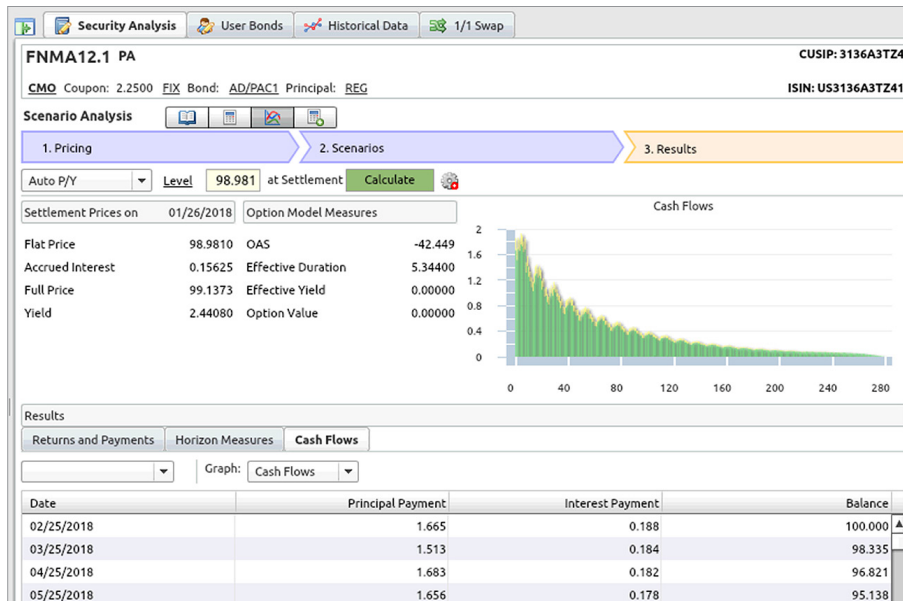 Security Analysis User Bonds Historical Data 1/1 Swap
FNMA12.1 PA CUSIP: 3136A3TZ4
CMO Coupon: 2.2500 FIX Bond: AD/PAC1 Principal: REG ISIN: US3136A3TZ41
Scenario Analysis
1. Pricing 2. Scenarios 3. Results
Auto P/Y Level 98.981 at Settlement Calculate
Settlement Prices on 01/26/2018 Option Model Measures
Flat Price 98.9810 OAS -42.449
Accrued Interest 0.15625 Effective Duration 5.34400
Full Price 99.1373 Effective Yield 0.00000
Yield 2.44080 Option Value 0.00000
Cash Flows
2
1.6
1.2
0.8
0.4
0
0 40 80 120 160 200 240 280
Results
Returns and Payments Horizon Measures Cash Flows
Graph: Cash Flows
Date Principal Payment Interest Payment Balance
02/25/2018 1.665 0.188 100.000
03/25/2018 1.513 0.184 98.335
04/25/2018 1.683 0.182 96.821
05/25/2018 1.656 0.178 95.138